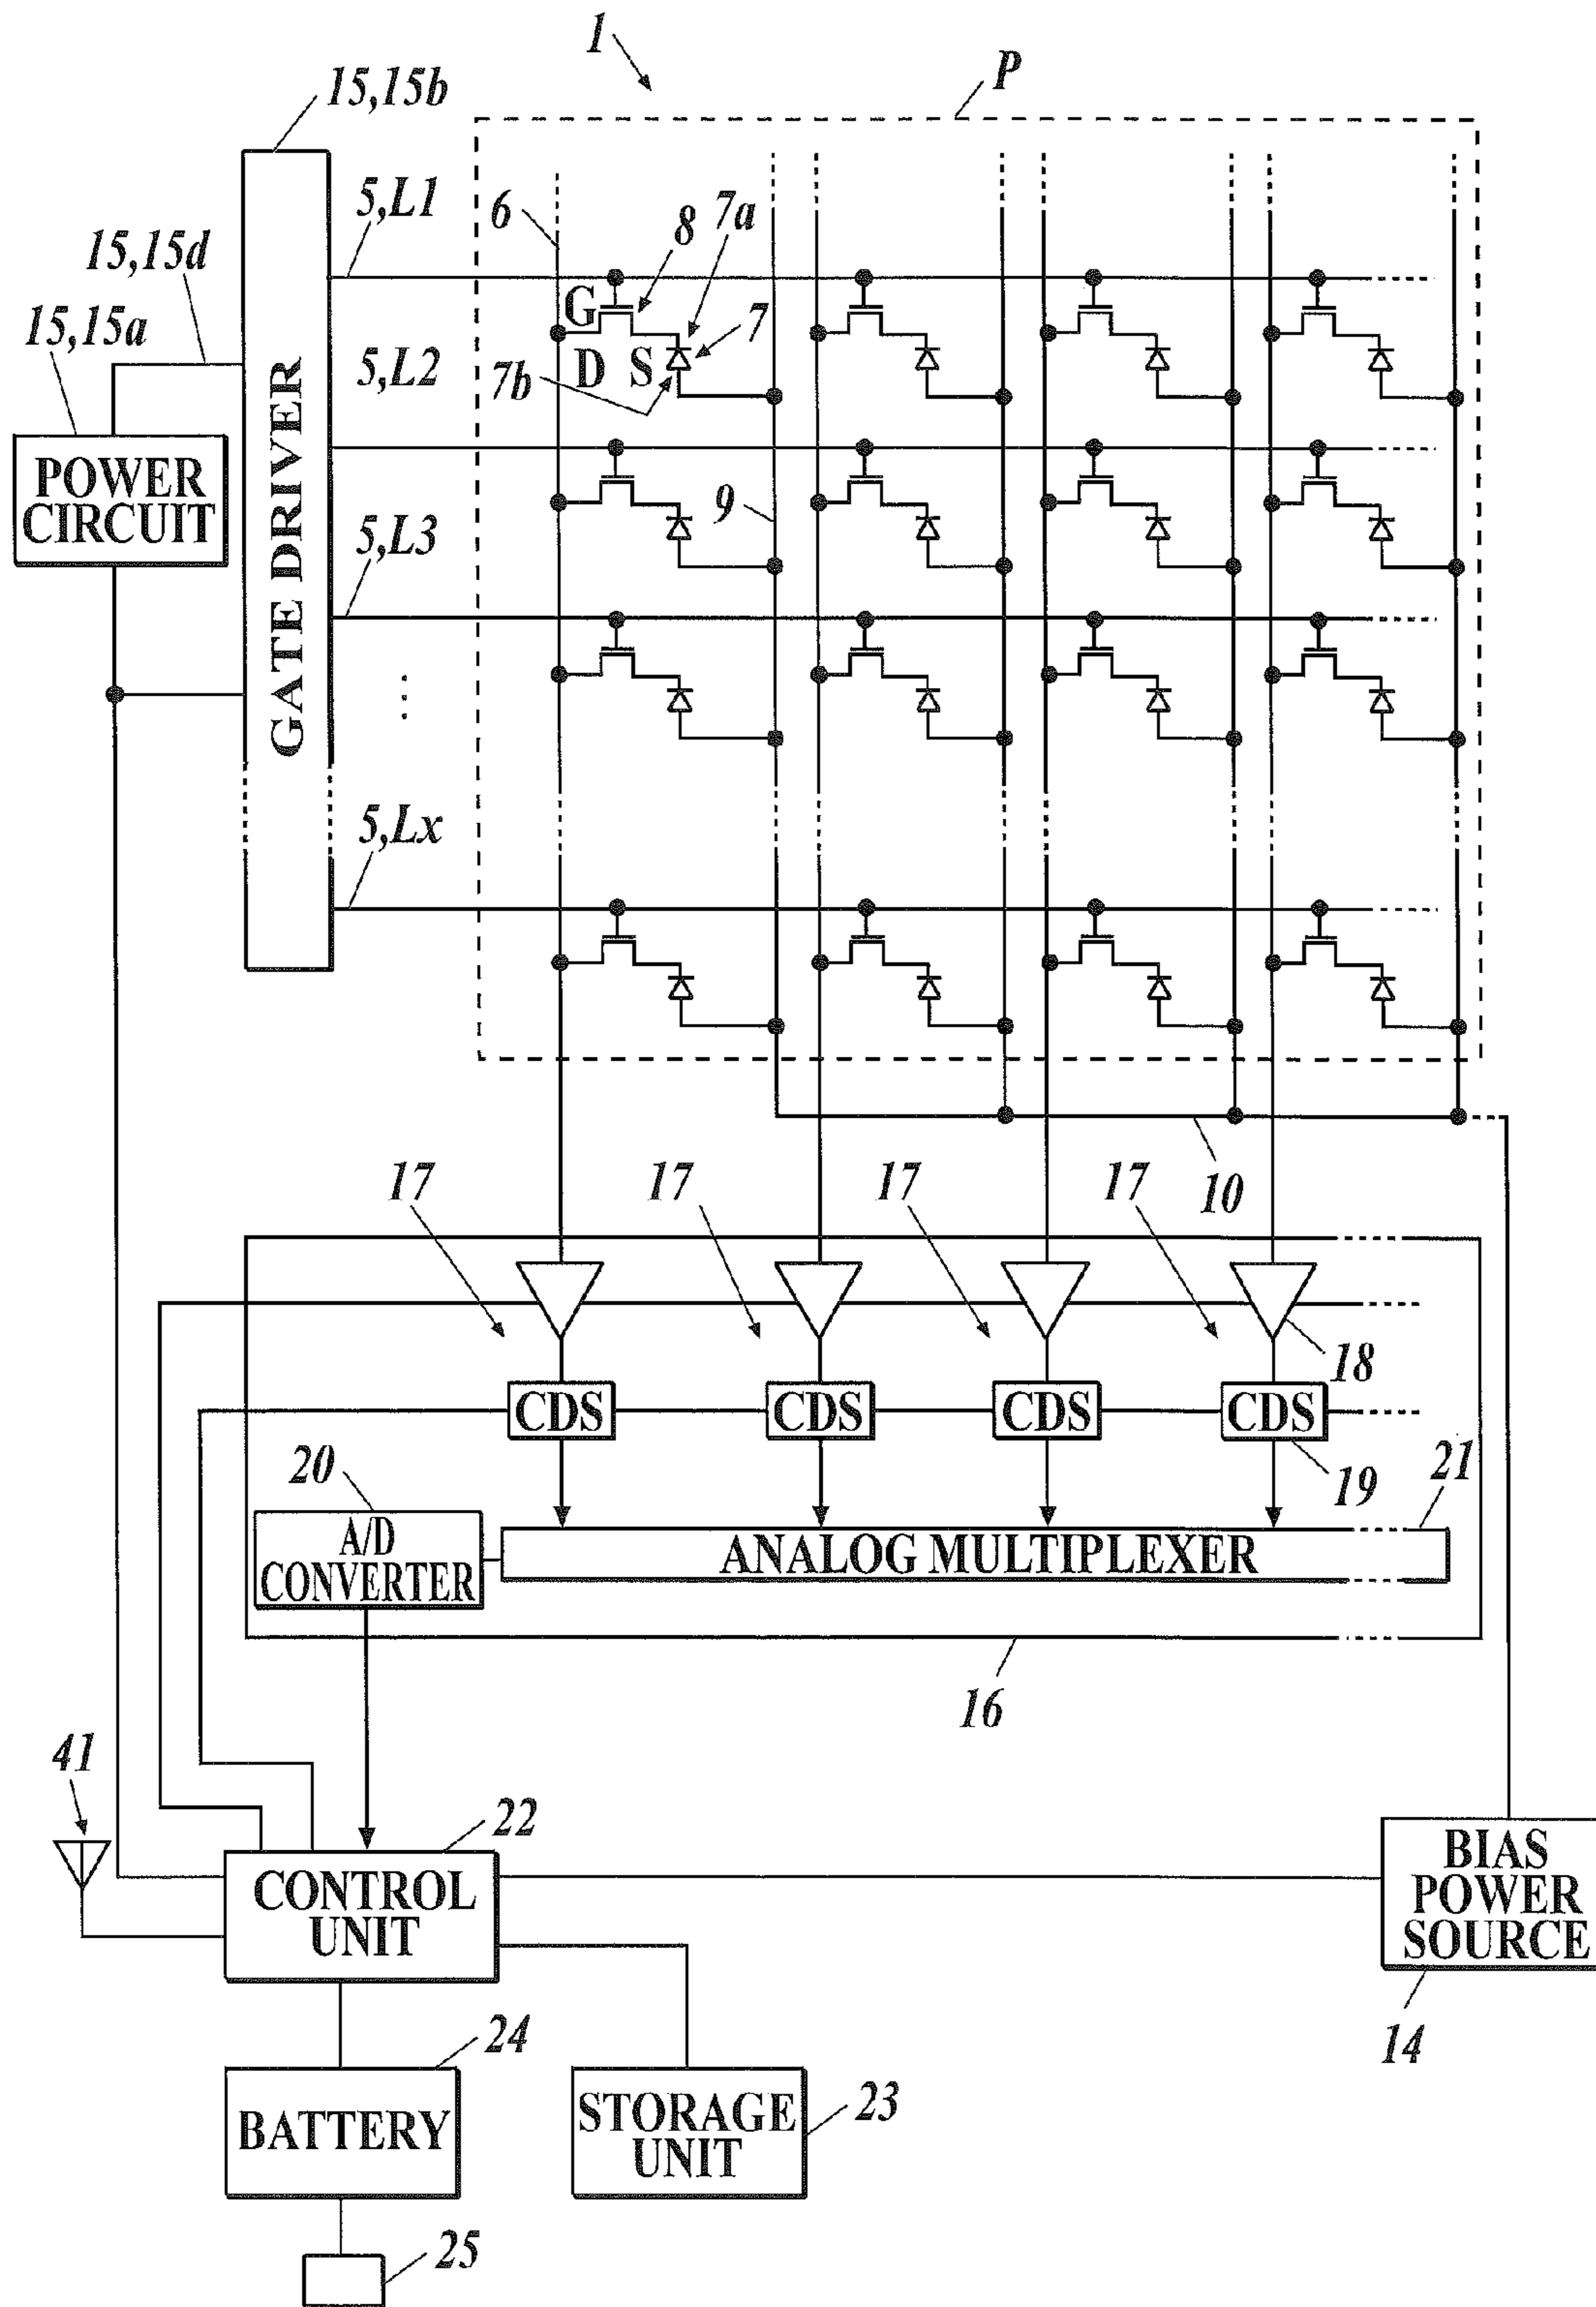 1
P
15,15b
5,L1
6
8
7a
15,15d
G
7
15,15a
D
S
5,L2
7b
POWER
CIRCUIT
GATE DRIVER
9
5,L3
5,Lx
10
17
17
17
17
18
CDS
CDS
CDS
CDS
19
21
20
A/D
CONVERTER
ANALOG MULTIPLEXER
16
41
22
CONTROL
UNIT
BIAS
POWER
SOURCE
14
24
BATTERY
STORAGE
UNIT
23
25